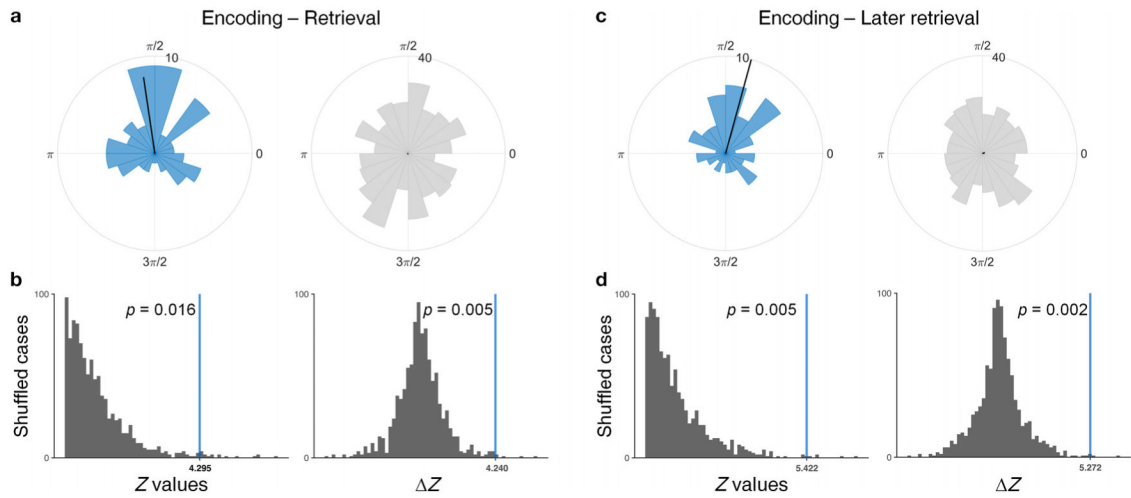 a Encoding – Retrieval
π/2 10
π 0
3π/2
π/2 40
π 0
3π/2
b
100
p = 0.016
Shuffled cases
0
4.295
Z values
100
p = 0.005
0
4.240
ΔZ
c Encoding – Later retrieval
π/2 10
π 0
3π/2
π/2 40
π 0
3π/2
d
100
p = 0.005
Shuffled cases
0
5.422
Z values
100
p = 0.002
0
5.272
ΔZ